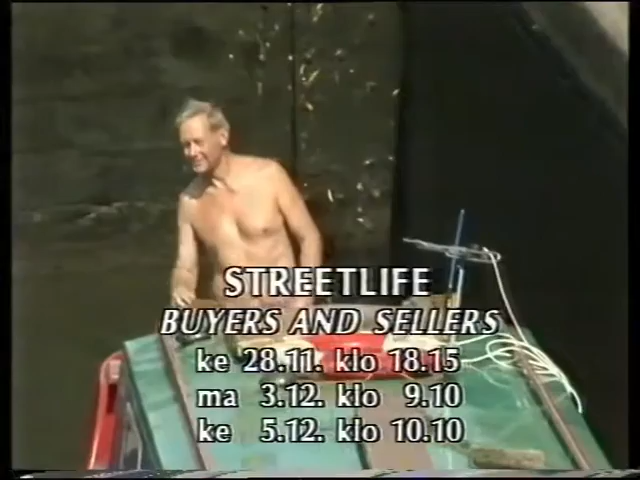 STREETLIFE
BUYERS AND SELLERS
ke 28.11. klo 18.15
ma 3.12. klo 9.10
ke 5.12. klo 10.10